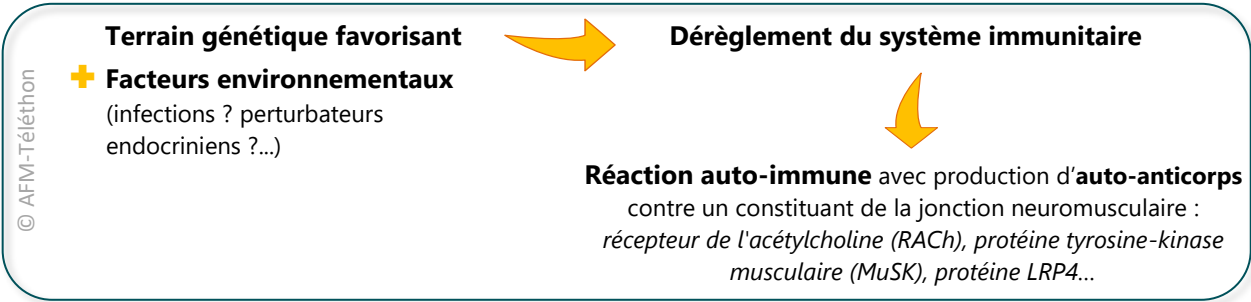 Terrain génétique favorisant
+ Facteurs environnementaux
(infections ? perturbateurs
endocriniens ?...)
Dérèglement du système immunitaire
Réaction auto-immune avec production d'auto-anticorps
contre un constituant de la jonction neuromusculaire :
récepteur de l'acétylcholine (RACh), protéine tyrosine-kinase
musculaire (MuSK), protéine LRP4...
© AFM-Téléthon